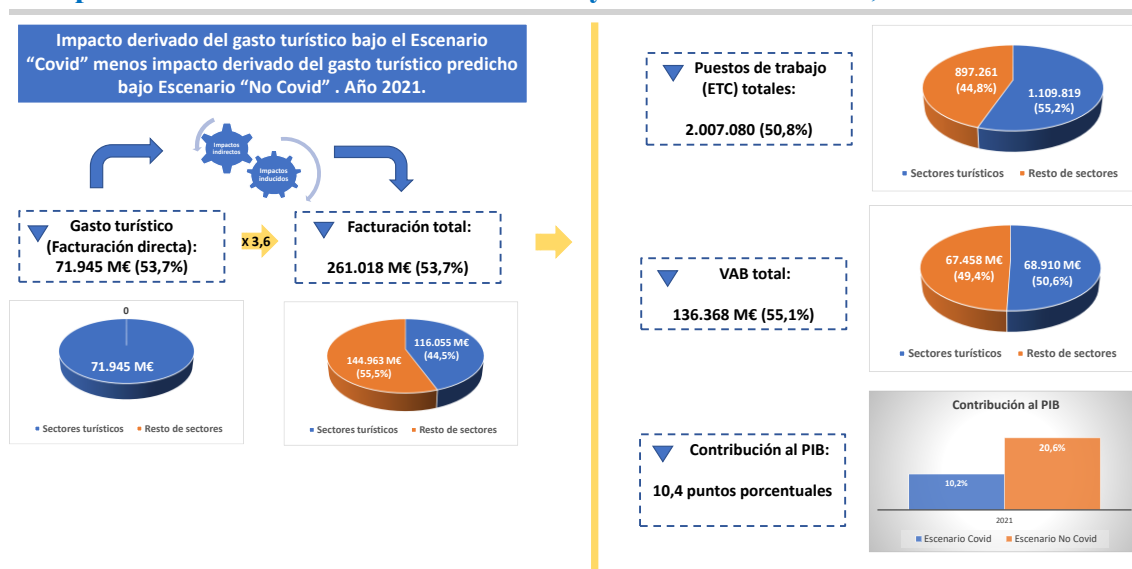 Impacto derivado del gasto turístico bajo el Escenario
“Covid” menos impacto derivado del gasto turístico predicho
bajo Escenario “No Covid” . Año 2021.
Impactos
indirectos
Impactos
inducidos
Gasto turístico
(Facturación directa):
71.945 M€ (53,7%)
x 3,6
Facturación total:
261.018 M€ (53,7%)
0
71.945 M€
Sectores turísticos
Resto de sectores
116.055 M€
(44,5%)
144.963 M€
(55,5%)
Sectores turísticos
Resto de sectores
Puestos de trabajo
(ETC) totales:
2.007.080 (50,8%)
897.261
(44,8%)
1.109.819
(55,2%)
Sectores turísticos
Resto de sectores
VAB total:
136.368 M€ (55,1%)
67.458 M€
(49,4%)
68.910 M€
(50,6%)
Sectores turísticos
Resto de sectores
Contribución al PIB:
10,4 puntos porcentuales
Contribución al PIB
10,2%
20,6%
2021
Escenario Covid
Escenario No Covid